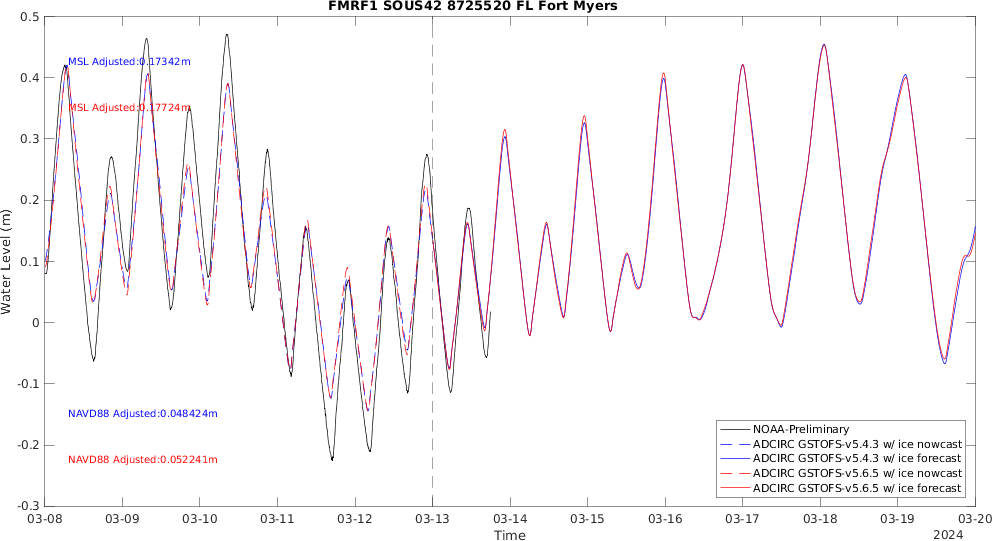 FMRF1 SOUS42 8725520 FL Fort Myers
Water Level (m)
0.5
0.4
0.3
0.2
0.1
0
-0.1
-0.2
-0.3
MSL Adjusted:0.17342m
MSL Adjusted:0.17724m
NAVD88 Adjusted:0.048424m
NAVD88 Adjusted:0.052241m
NOAA-Preliminary
ADCIRC GSTOFS-v5.4.3 w/ ice nowcast
ADCIRC GSTOFS-v5.4.3 w/ ice forecast
ADCIRC GSTOFS-v5.6.5 w/ ice nowcast
ADCIRC GSTOFS-v5.6.5 w/ ice forecast
03-08 03-09 03-10 03-11 03-12 03-13 03-14 03-15 03-16 03-17 03-18 03-19 03-20
Time
2024